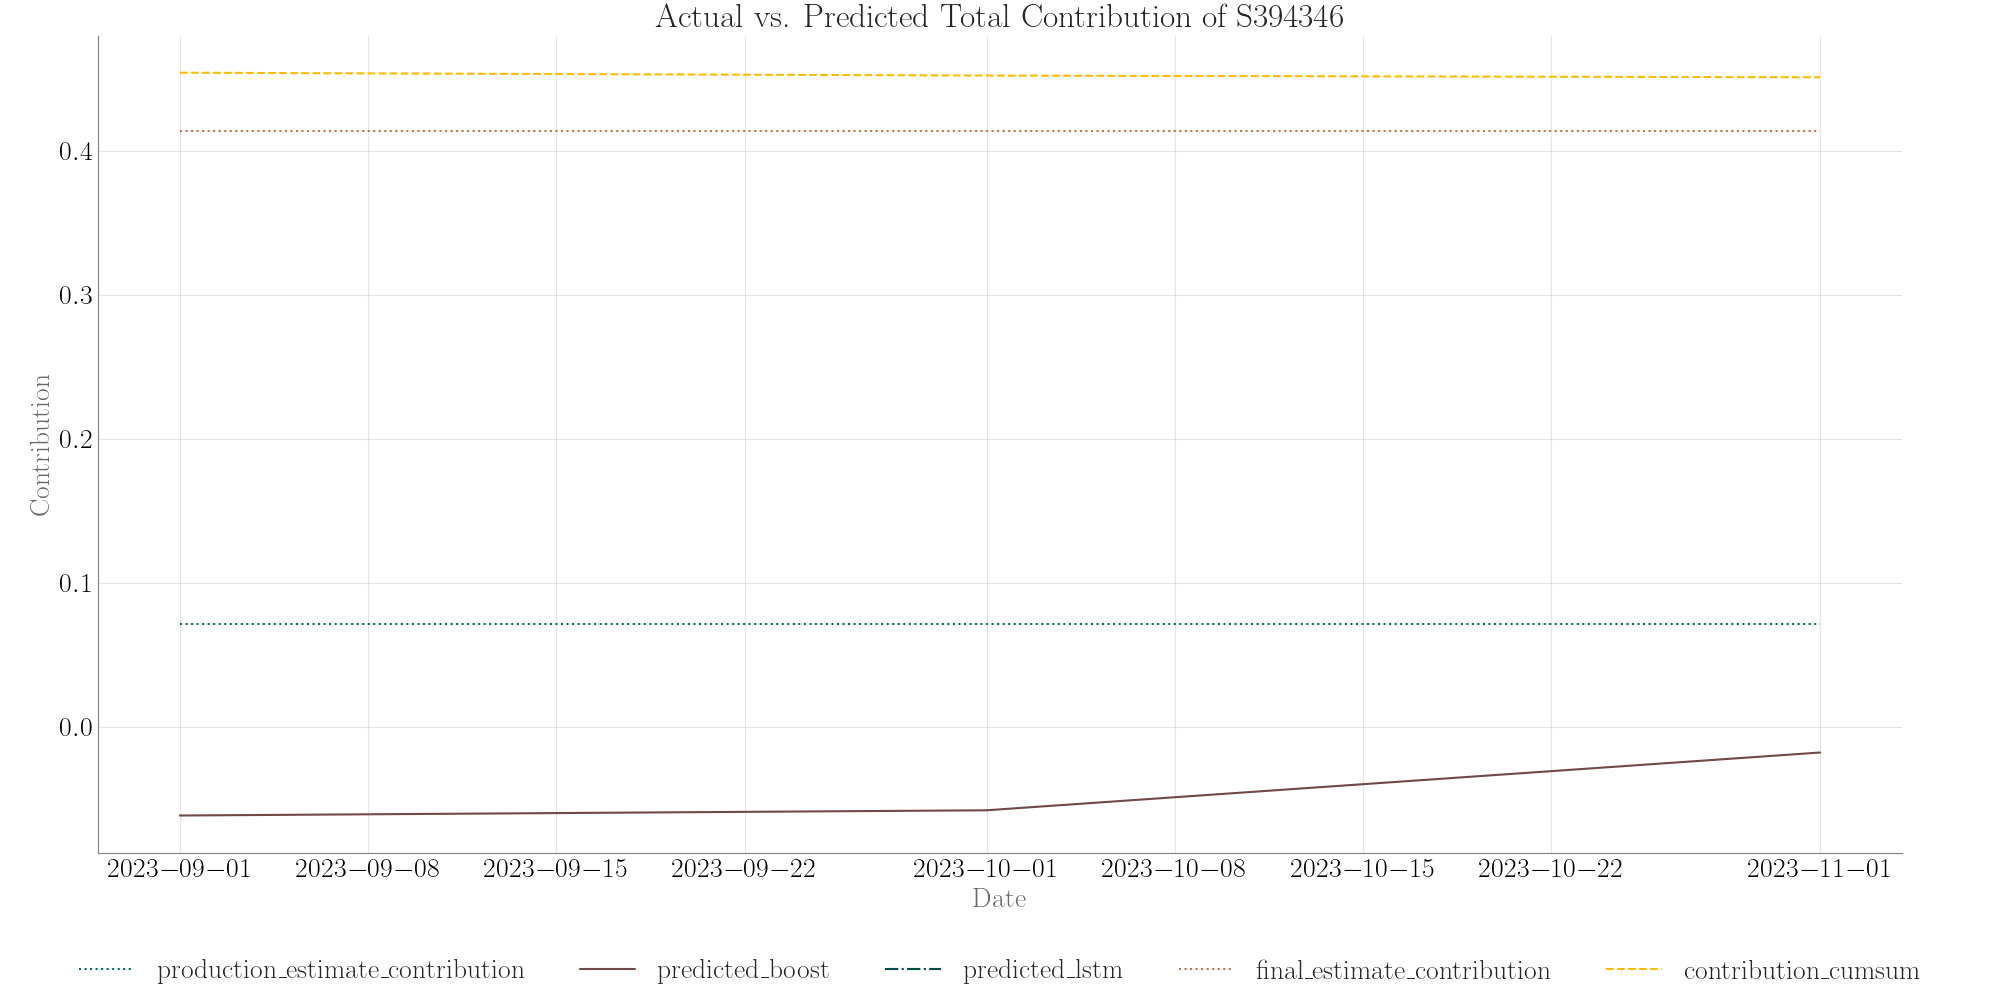 Actual vs. Predicted Total Contribution of S394346
0.4
0.3
0.2
0.1
0.0
Contribution
2023−09−01 2023−09−08 2023−09−15 2023−09−22 2023−10−01 2023−10−08 2023−10−15 2023−10−22 2023−11−01
Date
production_estimate_contribution predicted_boost predicted_lstm final_estimate_contribution contribution_cumsum